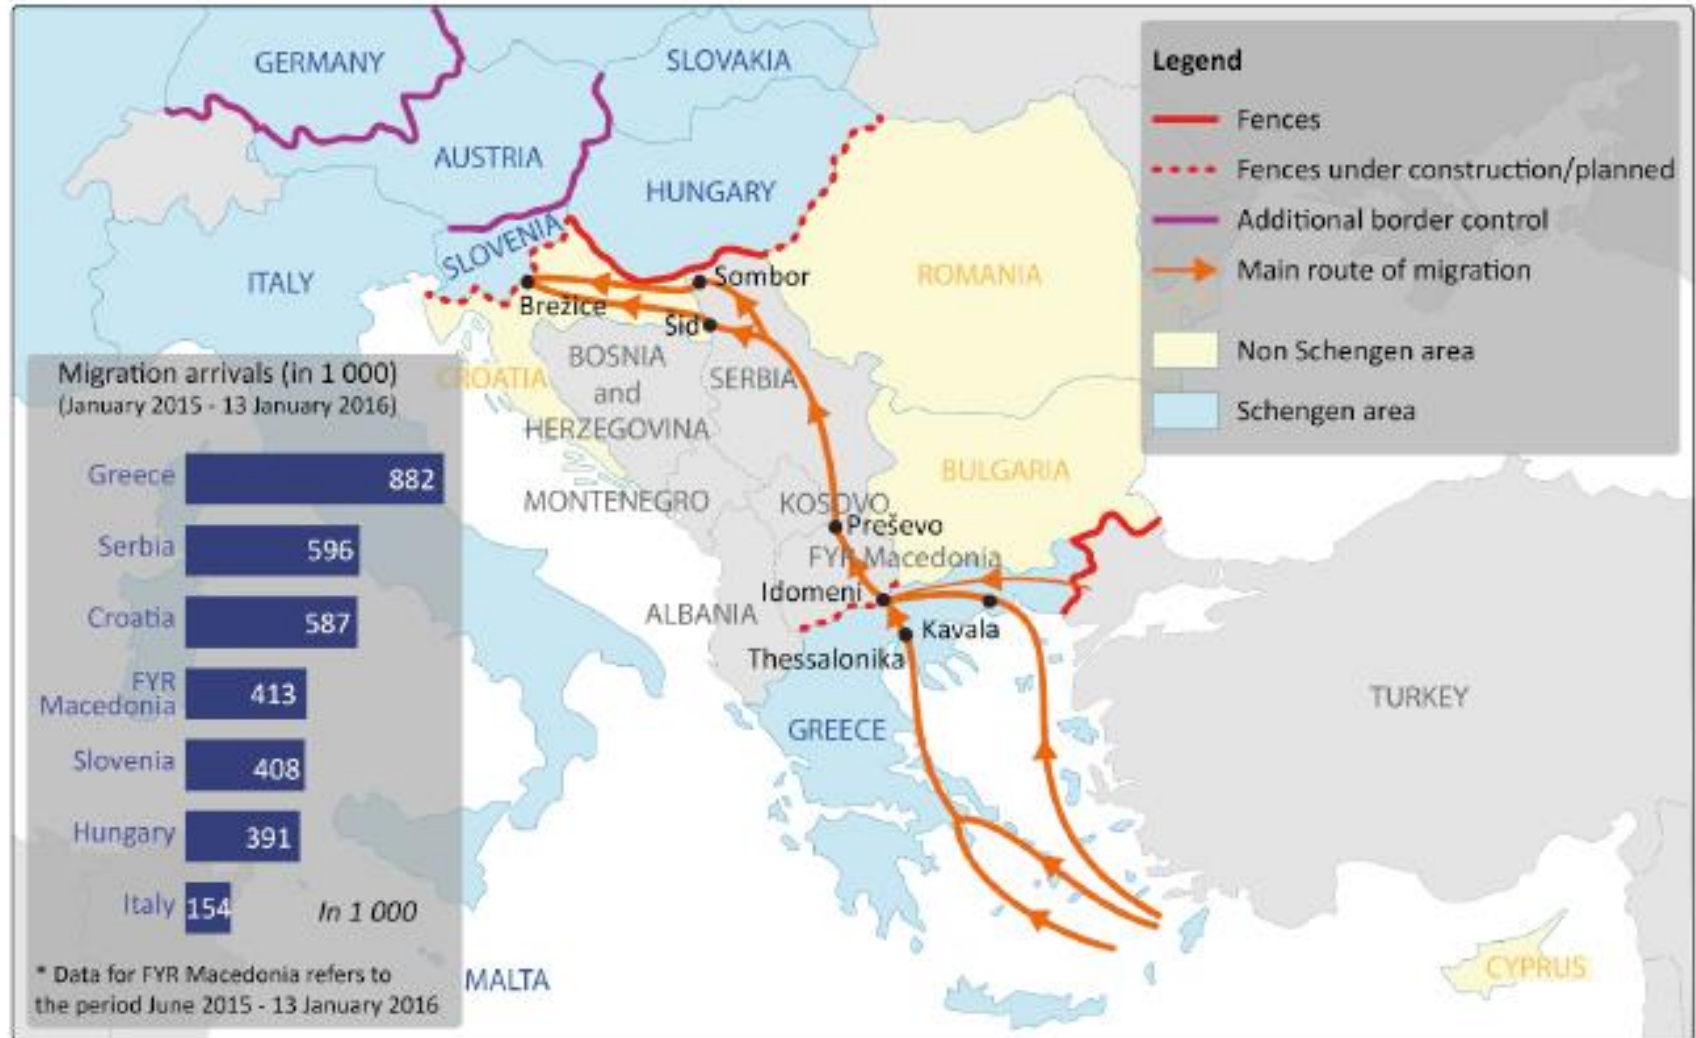 GERMANY
SLOVAKIA
AUSTRIA
HUNGARY
SLOVENIA
ITALY
ROMANIA
Sombor
Brežice
Šid
CROATIA
BOSNIA
and
HERZEGOVINA
SERBIA
BULGARIA
MONTENEGRO
KOSOVO
Preševo
FYR Macedonia
Idomeni
ALBANIA
Kavala
Thessalonika
GREECE
TURKEY
MALTA
CYPRUS
Legend
Fences
Fences under construction/planned
Additional border control
Main route of migration
Non Schengen area
Schengen area
Migration arrivals (in 1 000)
(January 2015 - 13 January 2016)
Greece 882
Serbia 596
Croatia 587
FYR
Macedonia 413
Slovenia 408
Hungary 391
Italy 154
In 1 000
* Data for FYR Macedonia refers to
the period June 2015 - 13 January 2016